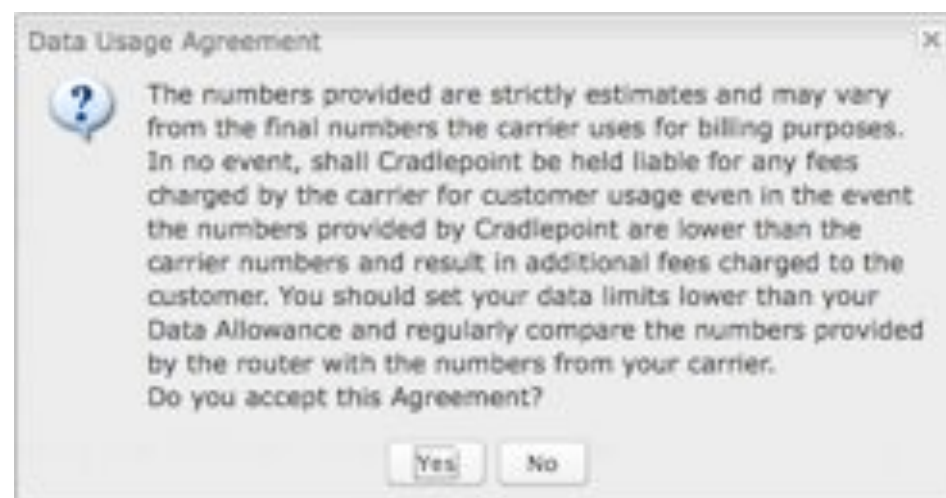 Data Usage Agreement
The numbers provided are strictly estimates and may vary
from the final numbers the carrier uses for billing purposes.
In no event, shall Cradlepoint be held liable for any fees
charged by the carrier for customer usage even in the event
the numbers provided by Cradlepoint are lower than the
carrier numbers and result in additional fees charged to the
customer. You should set your data limits lower than your
Data Allowance and regularly compare the numbers provided
by the router with the numbers from your carrier.
Do you accept this Agreement?
Yes No